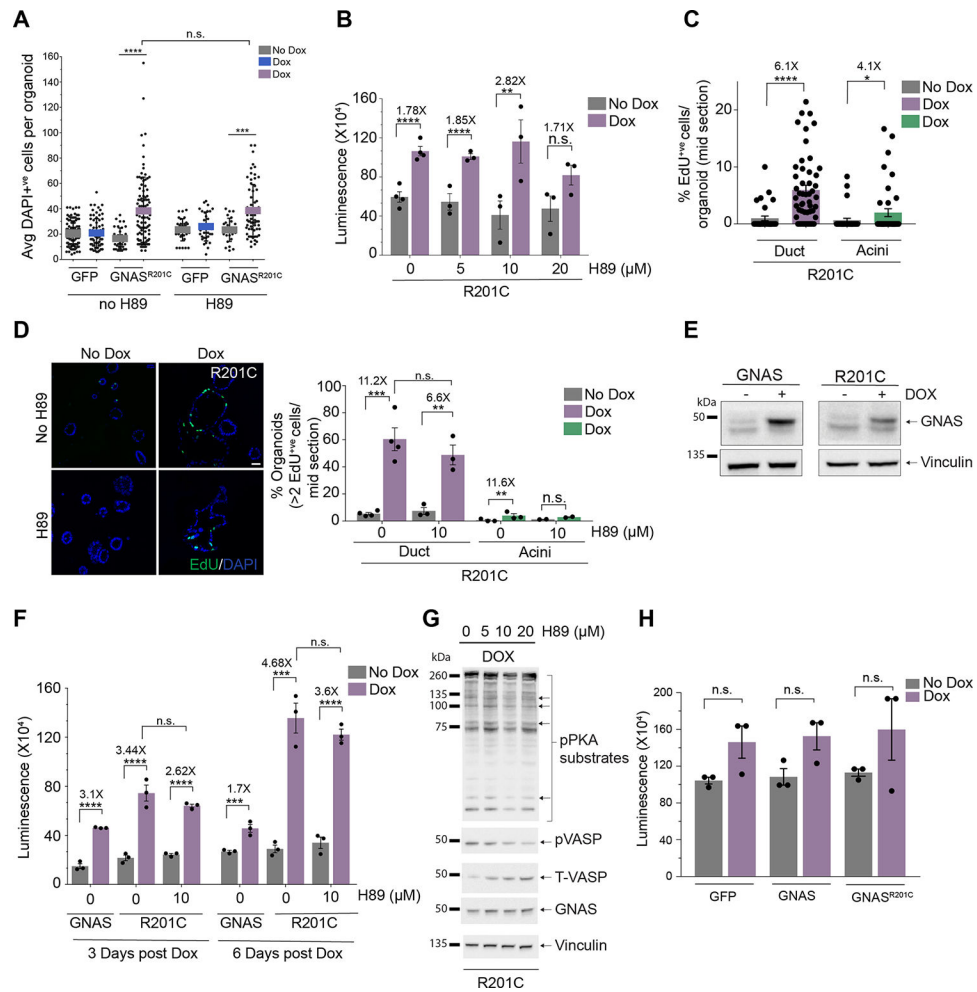 A
n.s.
****
No Dox
Dox
Dox
***
Avg DAPI+ve cells per organoid
160
140
120
100
80
60
40
20
0
GFP GNASR201C GFP GNASR201C
no H89 H89
B
No Dox
Dox
2.82X
**
1.78X
****
1.85X
****
1.71X
n.s.
Luminescence (X10⁴)
160
120
80
40
0
0 5 10 20 H89 (µM)
R201C
C
6.1X
****
4.1X
*
No Dox
Dox
Dox
% EdU+ve cells/
organoid (mid section)
20
10
0
Duct Acini
R201C
D
No Dox Dox
R201C
No H89
H89
EdU/DAPI
n.s.
11.2X
***
6.6X
**
No Dox
Dox
Dox
11.6X
**
n.s.
% Organoids
(>2 EdU+ve cells/
mid section)
100
80
60
40
20
0
0 10 0 10 H89 (µM)
Duct Acini
R201C
E
GNAS R201C
kDa - + - + DOX
50 GNAS
135 Vinculin
F
n.s.
No Dox
Dox
4.68X
***
3.6X
****
n.s.
3.44X
****
2.62X
****
3.1X
****
1.7X
***
Luminescence (X10⁴)
160
120
80
40
0
0 0 10 0 0 10 H89 (µM)
GNAS R201C GNAS R201C
3 Days post Dox 6 Days post Dox
G
0 5 10 20 H89 (µM)
kDa DOX
260
135
100
75
pPKA
substrates
50 pVASP
50 T-VASP
50 GNAS
135 Vinculin
R201C
H
No Dox
Dox
n.s. n.s. n.s.
Luminescence (X10⁴)
200
160
120
80
40
0
GFP GNAS GNASR201C